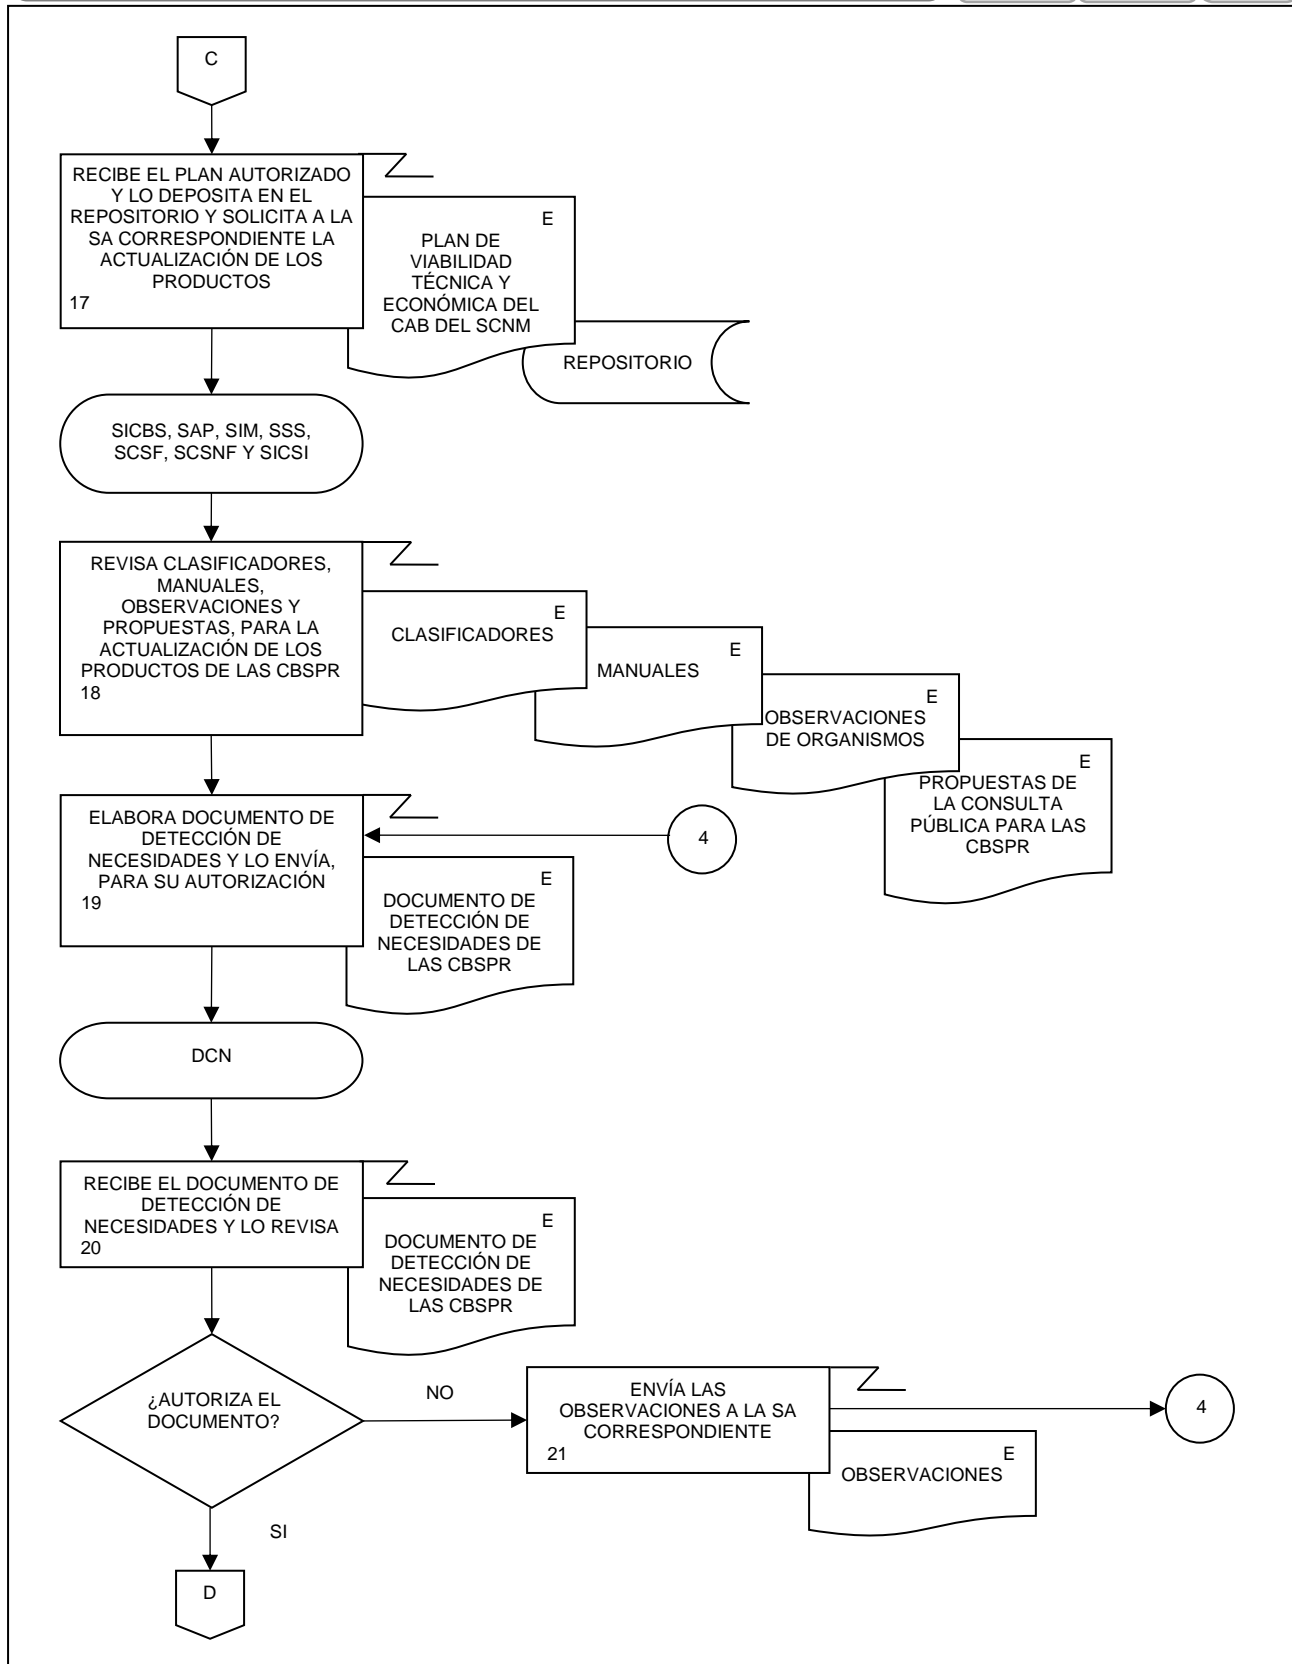 C
RECIBE EL PLAN AUTORIZADO
Y LO DEPOSITA EN EL
REPOSITORIO Y SOLICITA A LA
SA CORRESPONDIENTE LA
ACTUALIZACIÓN DE LOS
PRODUCTOS
17
E
PLAN DE
VIABILIDAD
TÉCNICA Y
ECONÓMICA DEL
CAB DEL SCNM
REPOSITORIO
SICBS, SAP, SIM, SSS,
SCSF, SCSNF Y SICSI
REVISA CLASIFICADORES,
MANUALES,
OBSERVACIONES Y
PROPUESTAS, PARA LA
ACTUALIZACIÓN DE LOS
PRODUCTOS DE LAS CBSPR
18
E
CLASIFICADORES
E
MANUALES
E
OBSERVACIONES
DE ORGANISMOS
E
PROPUESTAS DE
LA CONSULTA
PÚBLICA PARA LAS
CBSPR
ELABORA DOCUMENTO DE
DETECCIÓN DE
NECESIDADES Y LO ENVÍA,
PARA SU AUTORIZACIÓN
19
4
E
DOCUMENTO DE
DETECCIÓN DE
NECESIDADES DE
LAS CBSPR
DCN
RECIBE EL DOCUMENTO DE
DETECCIÓN DE
NECESIDADES Y LO REVISA
20
E
DOCUMENTO DE
DETECCIÓN DE
NECESIDADES DE
LAS CBSPR
¿AUTORIZA EL
DOCUMENTO?
NO
ENVÍA LAS
OBSERVACIONES A LA SA
CORRESPONDIENTE
21
4
E
OBSERVACIONES
SI
D